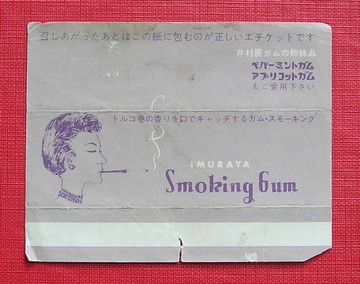 召しあがったあとはこの紙に包むのが正しいエチケットです
井村屋ガムの姉妹品
ペパーミントガム
アプリコットガム
もご愛用下さい
トルコ巻の香りを口でキャッチするガム・スモーキング
IMURAYA
Smoking Gum